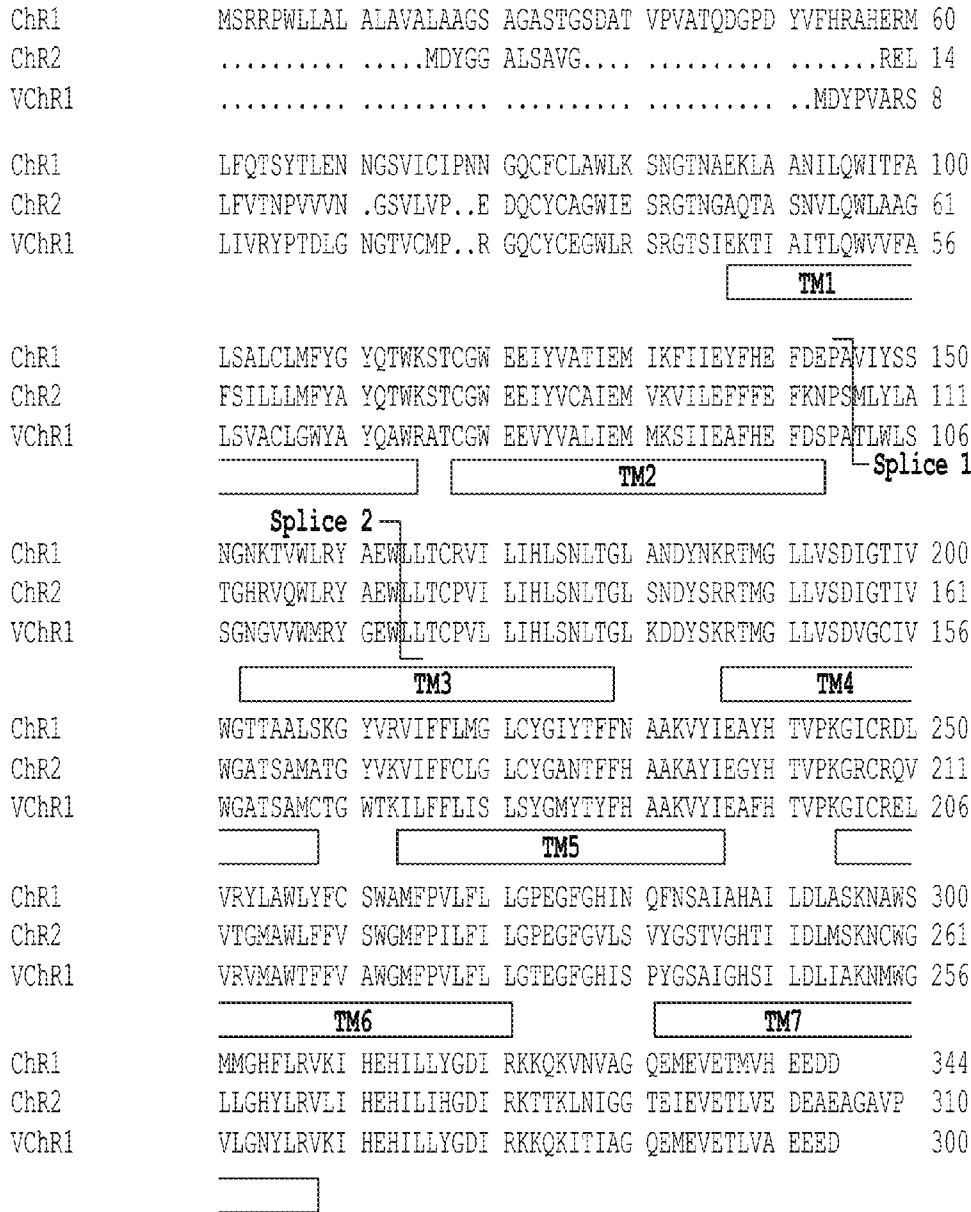 ChR1 MSRRPWLLAL ALAVALAAGS AGASTGSDAT VPVATQDGPD YVFHRAHERM 60
ChR2 .......... .....MDYGG ALSAVG.... .......... .......REL 14
VChR1 .......... .......... .......... .......... ..MDYPVARS 8
ChR1 LFQTSYTLEN NGSVICIPNN GQCFCLAWLK SNGTNAEKLA ANILQWITFA 100
ChR2 LFVTNPVVVN .GSVLVP..E DQCYCAGWIE SRGTNGAQTA SNVLQWLAAG 61
VChR1 LIVRYPTDLG NGTVCMP..R GQCYCEGWLR SRGTSIEKTI AITLQWVVFA 56
TM1
ChR1 LSALCLMFYG YQTWKSTCGW EEIYVATIEM IKFIIEYFHE FDEPAVIYSS 150
ChR2 FSILLLMFYA YQTWKSTCGW EEIYVCAIEM VKVILEFFFE FKNPSMLYLA 111
VChR1 LSVACLGWYA YQAWRATCGW EEVYVALIEM MKSIIEAFHE FDSPATLWLS 106
TM2 Splice 1
Splice 2
ChR1 NGNKTVWLRY AEWLLTCRVI LIHLSNLTGL ANDYNKRTMG LLVSDIGTIV 200
ChR2 TGHRVQWLRY AEWLLTCPVI LIHLSNLTGL SNDYSRRTMG LLVSDIGTIV 161
VChR1 SGNGVVWMRY GEWLLTCPVL LIHLSNLTGL KDDYSKRTMG LLVSDVGCIV 156
TM3 TM4
ChR1 WGTTAALSKG YVRVIFFLMG LCYGIYTFFN AAKVYIEAYH TVPKGICRDL 250
ChR2 WGATSAMATG YVKVIFFCLG LCYGANTFFH AAKAYIEGYH TVPKGRCRQV 211
VChR1 WGATSAMCTG WTKILFFLIS LSYGMYTYFH AAKVYIEAFH TVPKGICREL 206
TM5
ChR1 VRYLAWLYFC SWAMFPVLFL LGPEGFGHIN QFNSAIAHAI LDLASKNAWS 300
ChR2 VTGMAWLFFV SWGMFPILFI LGPEGFGVLS VYGSTVGHTI IDLMSKNCWG 261
VChR1 VRVMAWTFFV AWGMFPVLFL LGTEGFGHIS PYGSAIGHSI LDLIAKNMWG 256
TM6 TM7
ChR1 MMGHFLRVKI HEHILLYGDI RKKQKVNVAG QEMEVETMVH EEDD 344
ChR2 LLGHYLRVLI HEHILIHGDI RKTTKLNIGG TEIEVETLVE DEAEAGAVP 310
VChR1 VLGNYLRVKI HEHILLYGDI RKKQKITIAG QEMEVETLVA EEED 300